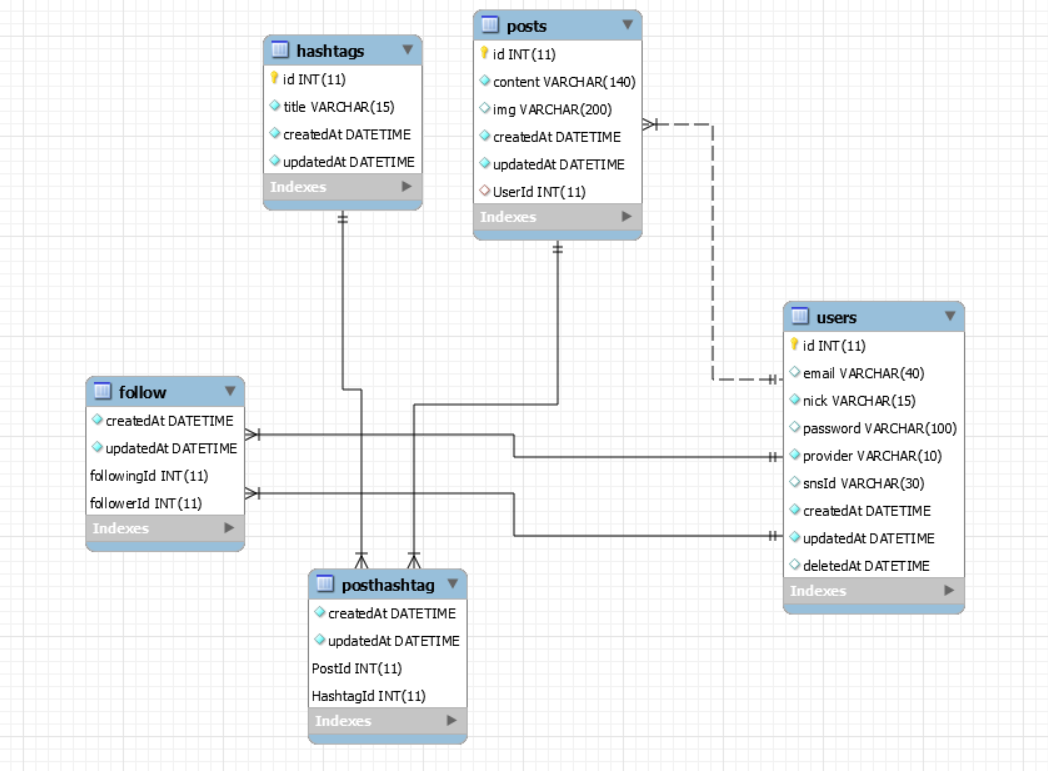 hashtags
id INT(11)
title VARCHAR(15)
createdAt DATETIME
updatedAt DATETIME
Indexes
posts
id INT(11)
content VARCHAR(140)
img VARCHAR(200)
createdAt DATETIME
updatedAt DATETIME
UserId INT(11)
Indexes
users
id INT(11)
email VARCHAR(40)
nick VARCHAR(15)
password VARCHAR(100)
provider VARCHAR(10)
snsId VARCHAR(30)
createdAt DATETIME
updatedAt DATETIME
deletedAt DATETIME
Indexes
follow
createdAt DATETIME
updatedAt DATETIME
followingId INT(11)
followerId INT(11)
Indexes
posthashtag
createdAt DATETIME
updatedAt DATETIME
PostId INT(11)
HashtagId INT(11)
Indexes